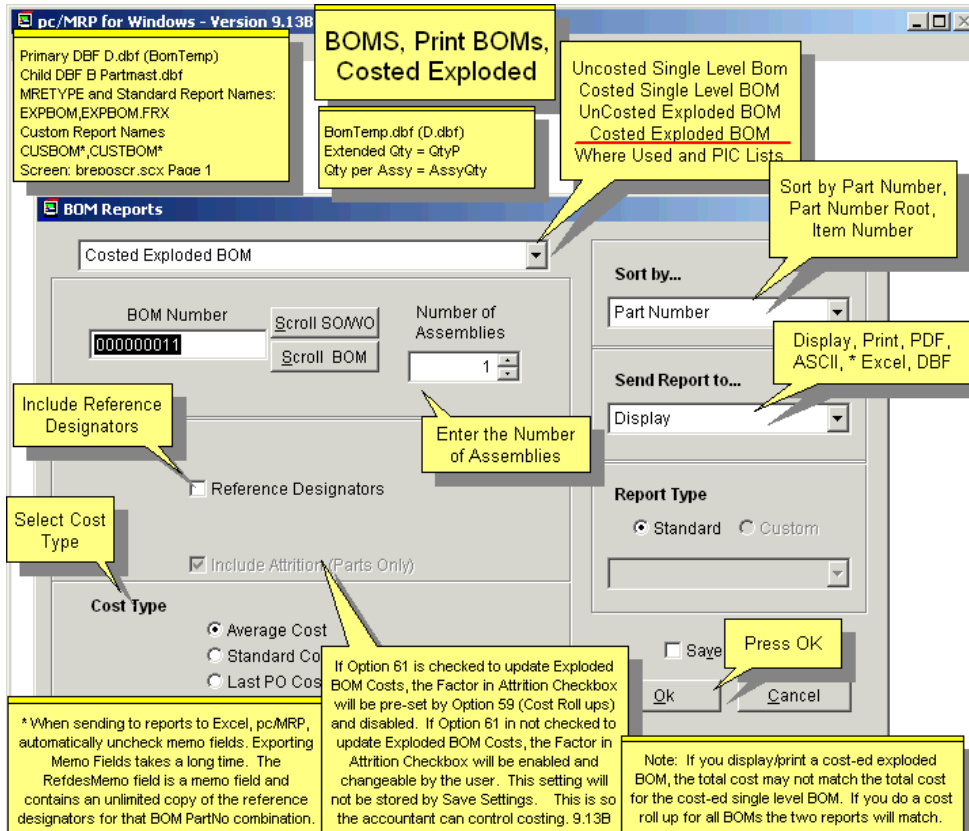 pc/MRP for Windows - Version 9.13B
Primary DBF D.dbf (BomTemp)
Child DBF B Partmast.dbf
MRETYPE and Standard Report Names:
EXPBOM,EXPBOM.FRX
Custom Report Names
CUSBOM*,CUSTBOM*
Screen: breposcr.scx Page 1
BOMS, Print BOMs,
Costed Exploded
BomTemp.dbf (D.dbf)
Extended Qty = QtyP
Qty per Assy = AssyQty
Uncosted Single Level Bom
Costed Single Level BOM
UnCosted Exploded BOM
Costed Exploded BOM
Where Used and PIC Lists
Sort by Part Number,
Part Number Root,
Item Number
BOM Reports
Costed Exploded BOM
BOM Number
000000011
Scroll SO/WO
Scroll BOM
Number of
Assemblies
1
Sort by...
Part Number
Display, Print, PDF,
ASCII, * Excel, DBF
Send Report to...
Display
Include Reference
Designators
Enter the Number
of Assemblies
Reference Designators
Report Type
Standard
Custom
Select Cost
Type
Include Attrition (Parts Only)
Cost Type
Average Cost
Standard Co
Last PO Cos
Save
Press OK
Ok
Cancel
* When sending to reports to Excel, pc/MRP,
automatically uncheck memo fields. Exporting
Memo Fields takes a long time. The
RefdesMemo field is a memo field and
contains an unlimited copy of the reference
designators for that BOM PartNo combination.
If Option 61 is checked to update Exploded
BOM Costs, the Factor in Attrition Checkbox
will be pre-set by Option 59 (Cost Roll ups)
and disabled. If Option 61 in not checked to
update Exploded BOM Costs, the Factor in
Attrition Checkbox will be enabled and
changeable by the user. This setting will
not be stored by Save Settings. This is so
the accountant can control costing. 9.13B
Note: If you display/print a cost-ed exploded
BOM, the total cost may not match the total cost
for the cost-ed single level BOM. If you do a cost
roll up for all BOMs the two reports will match.